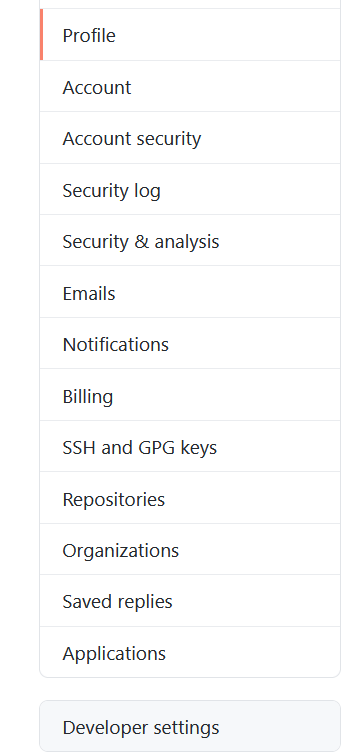 Profile
Account
Account security
Security log
Security & analysis
Emails
Notifications
Billing
SSH and GPG keys
Repositories
Organizations
Saved replies
Applications
Developer settings